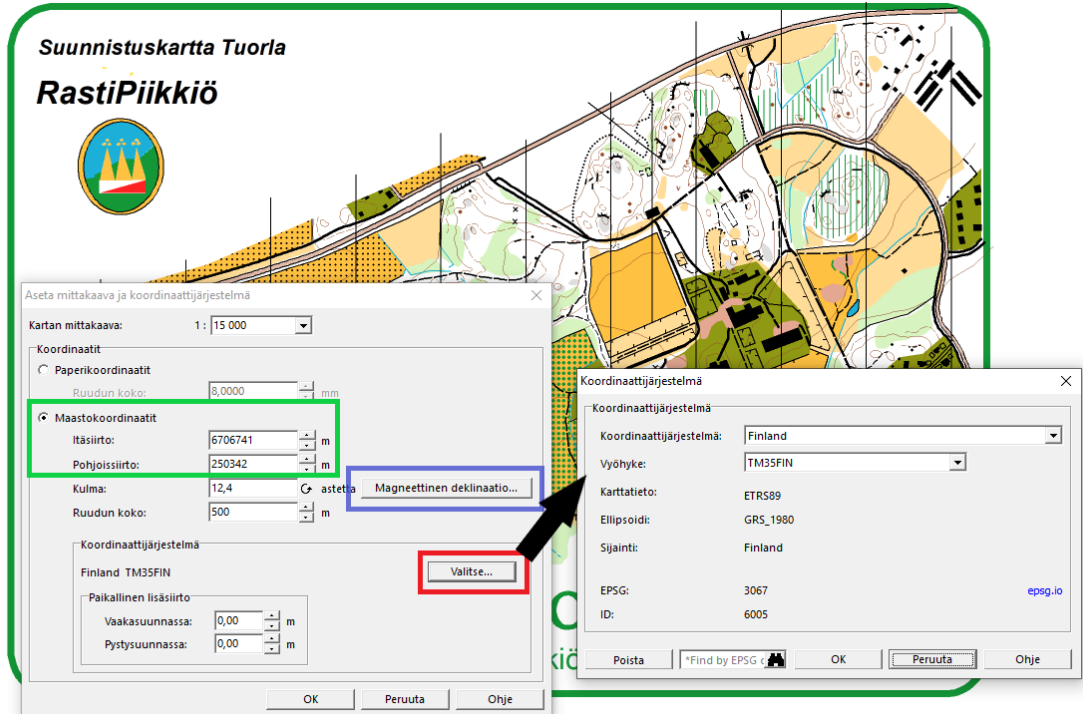 Suunnistuskartta Tuorla
RastiPiikkiö
Aseta mittakaava ja koordinaattijärjestelmä
Kartan mittakaava: 1 : 15 000
Koordinaatit
Paperikoordinaatit
Ruudun koko: 8,0000 mm
Maastokoordinaatit
Itäsiirto: 6706741 m
Pohjoissiirto: 250342 m
Kulma: 12,4 astetta Magneettinen deklinaatio...
Ruudun koko: 500 m
Koordinaattijärjestelmä
Finland TM35FIN Valitse...
Paikallinen lisäsiirto
Vaakasuunnassa: 0,00 m
Pystysuunnassa: 0,00 m
OK Peruuta Ohje
Koordinaattijärjestelmä
Koordinaattijärjestelmä
Koordinaattijärjestelmä: Finland
Vyöhyke: TM35FIN
Karttatieto: ETRS89
Ellipsoidi: GRS_1980
Sijainti: Finland
EPSG: 3067 epsg.io
ID: 6005
Poista *Find by EPSG c OK Peruuta Ohje